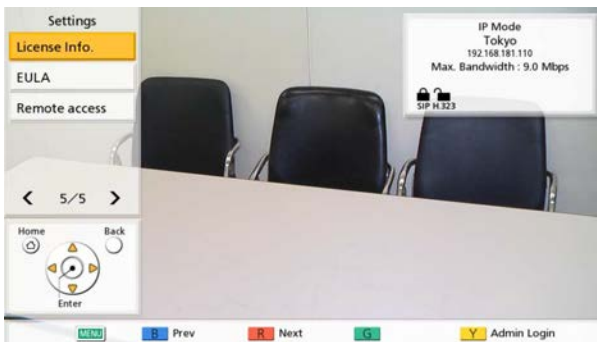 Settings
License Info.
EULA
Remote access
5/5
Home
Back
Enter
IP Mode
Tokyo
192.168.181.110
Max. Bandwidth : 9.0 Mbps
SIP H.323
MENU
B Prev
R Next
G
Y Admin Login